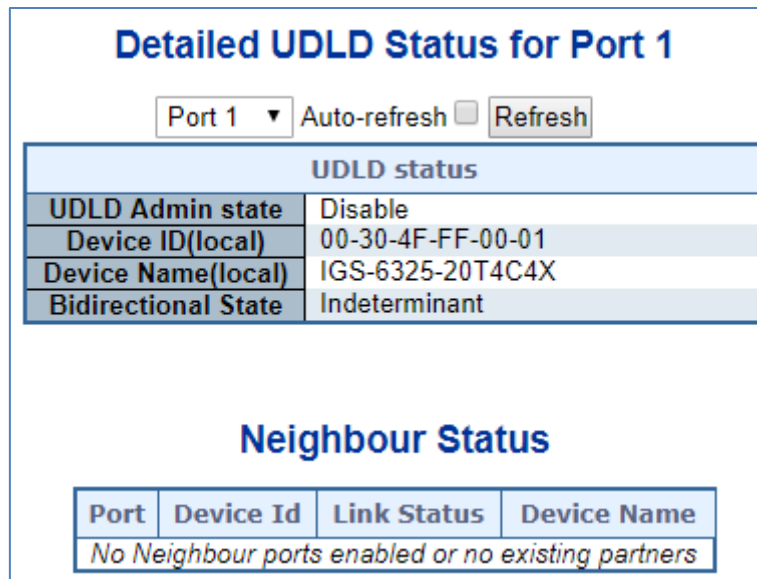 Detailed UDLD Status for Port 1
Port 1 Auto-refresh Refresh
UDLD status
UDLD Admin state Disable
Device ID(local) 00-30-4F-FF-00-01
Device Name(local) IGS-6325-20T4C4X
Bidirectional State Indeterminant
Neighbour Status
Port Device Id Link Status Device Name
No Neighbour ports enabled or no existing partners